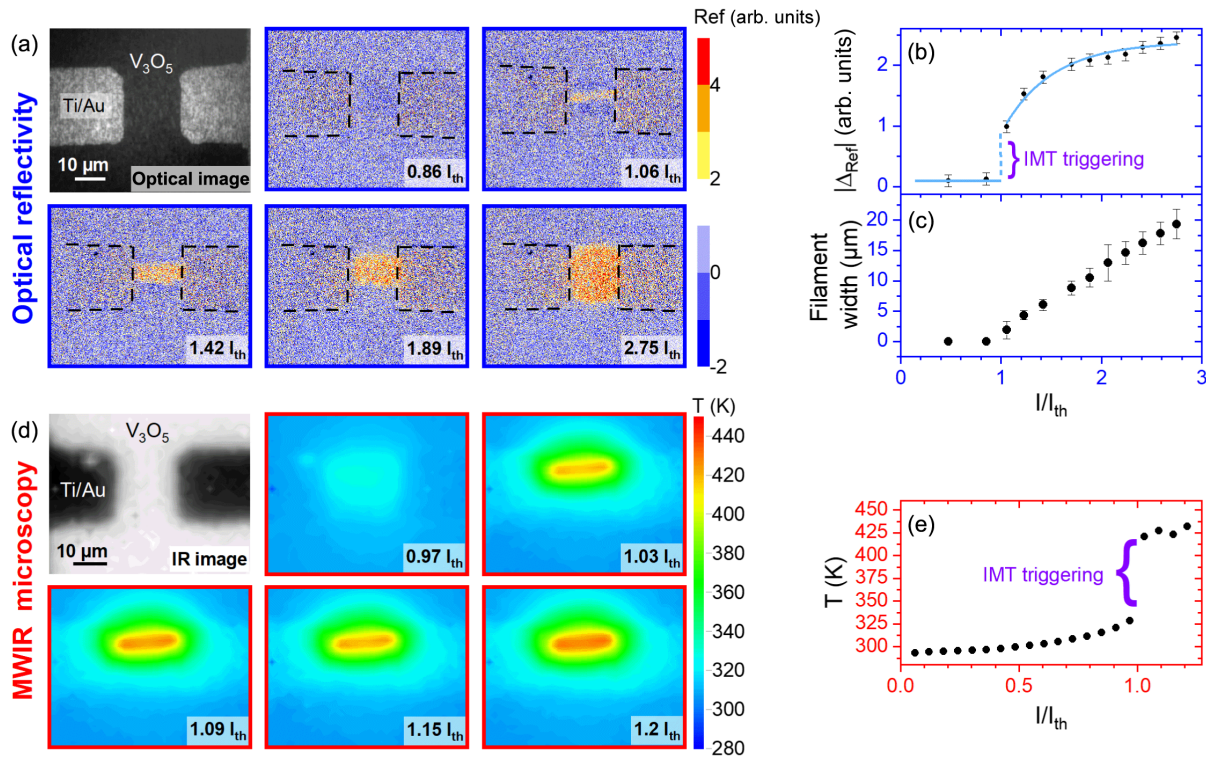 (a)
V₃O₅
Ti/Au
10 µm
Optical image
0.86 Iₜₕ
1.06 Iₜₕ
Ref (arb. units)
4
2
0
-2
Optical reflectivity
1.42 Iₜₕ
1.89 Iₜₕ
2.75 Iₜₕ
(b)
|Δ_Ref| (arb. units)
2
1
0
IMT triggering
(c)
Filament
width (µm)
20
15
10
5
0
0 1 2 3
I/Iₜₕ
(d)
V₃O₅
Ti/Au
10 µm
IR image
0.97 Iₜₕ
1.03 Iₜₕ
T (K)
440
420
400
380
360
340
320
300
280
MWIR microscopy
1.09 Iₜₕ
1.15 Iₜₕ
1.2 Iₜₕ
(e)
T (K)
450
425
400
375
350
325
300
IMT triggering
0.0 0.5 1.0
I/Iₜₕ